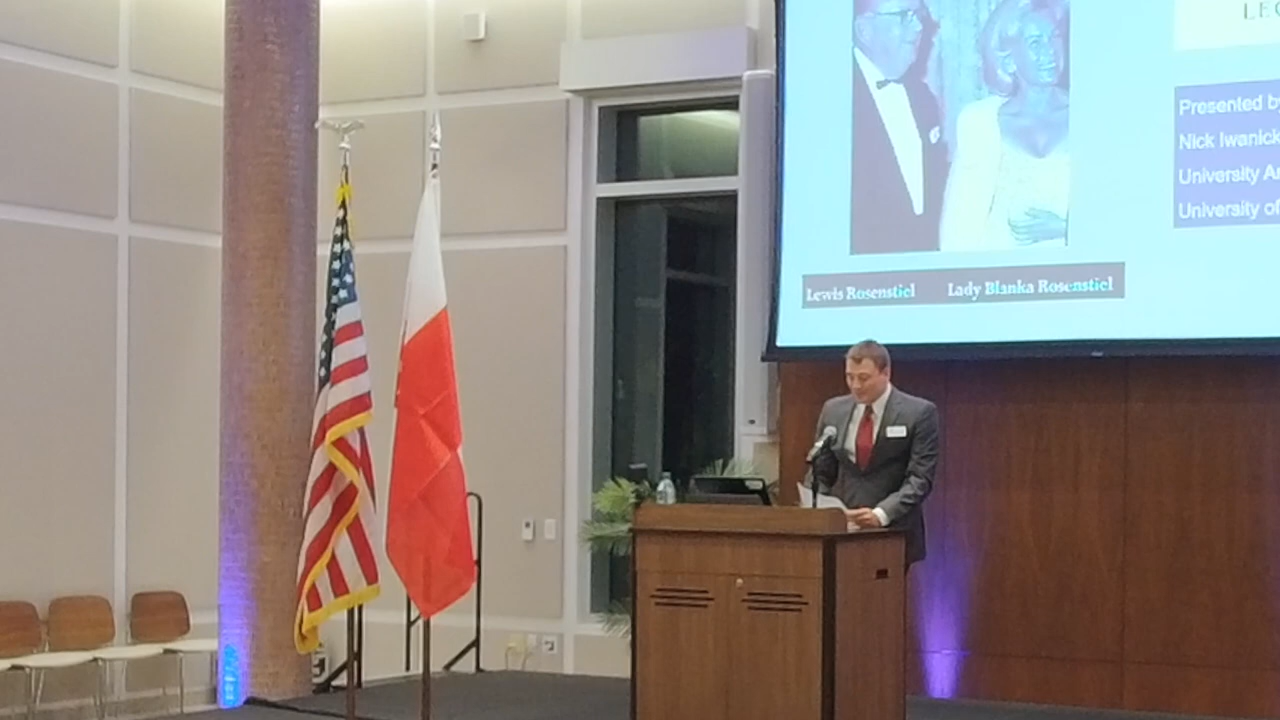 LEG
Presented by
Nick Iwanick
University Ar
University of
Lewis Rosenstiel
Lady Blanka Rosenstiel